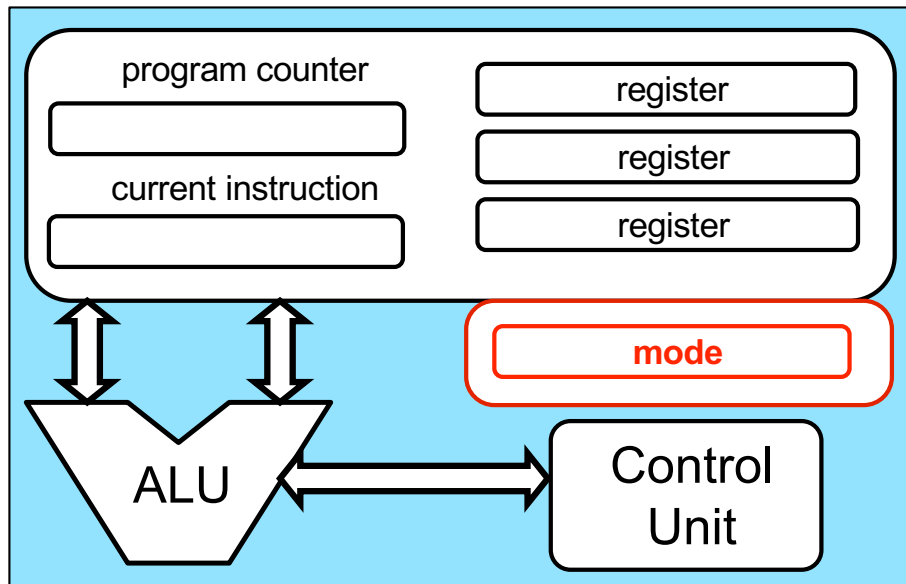 program counter
current instruction
register
register
register
mode
ALU
Control
Unit